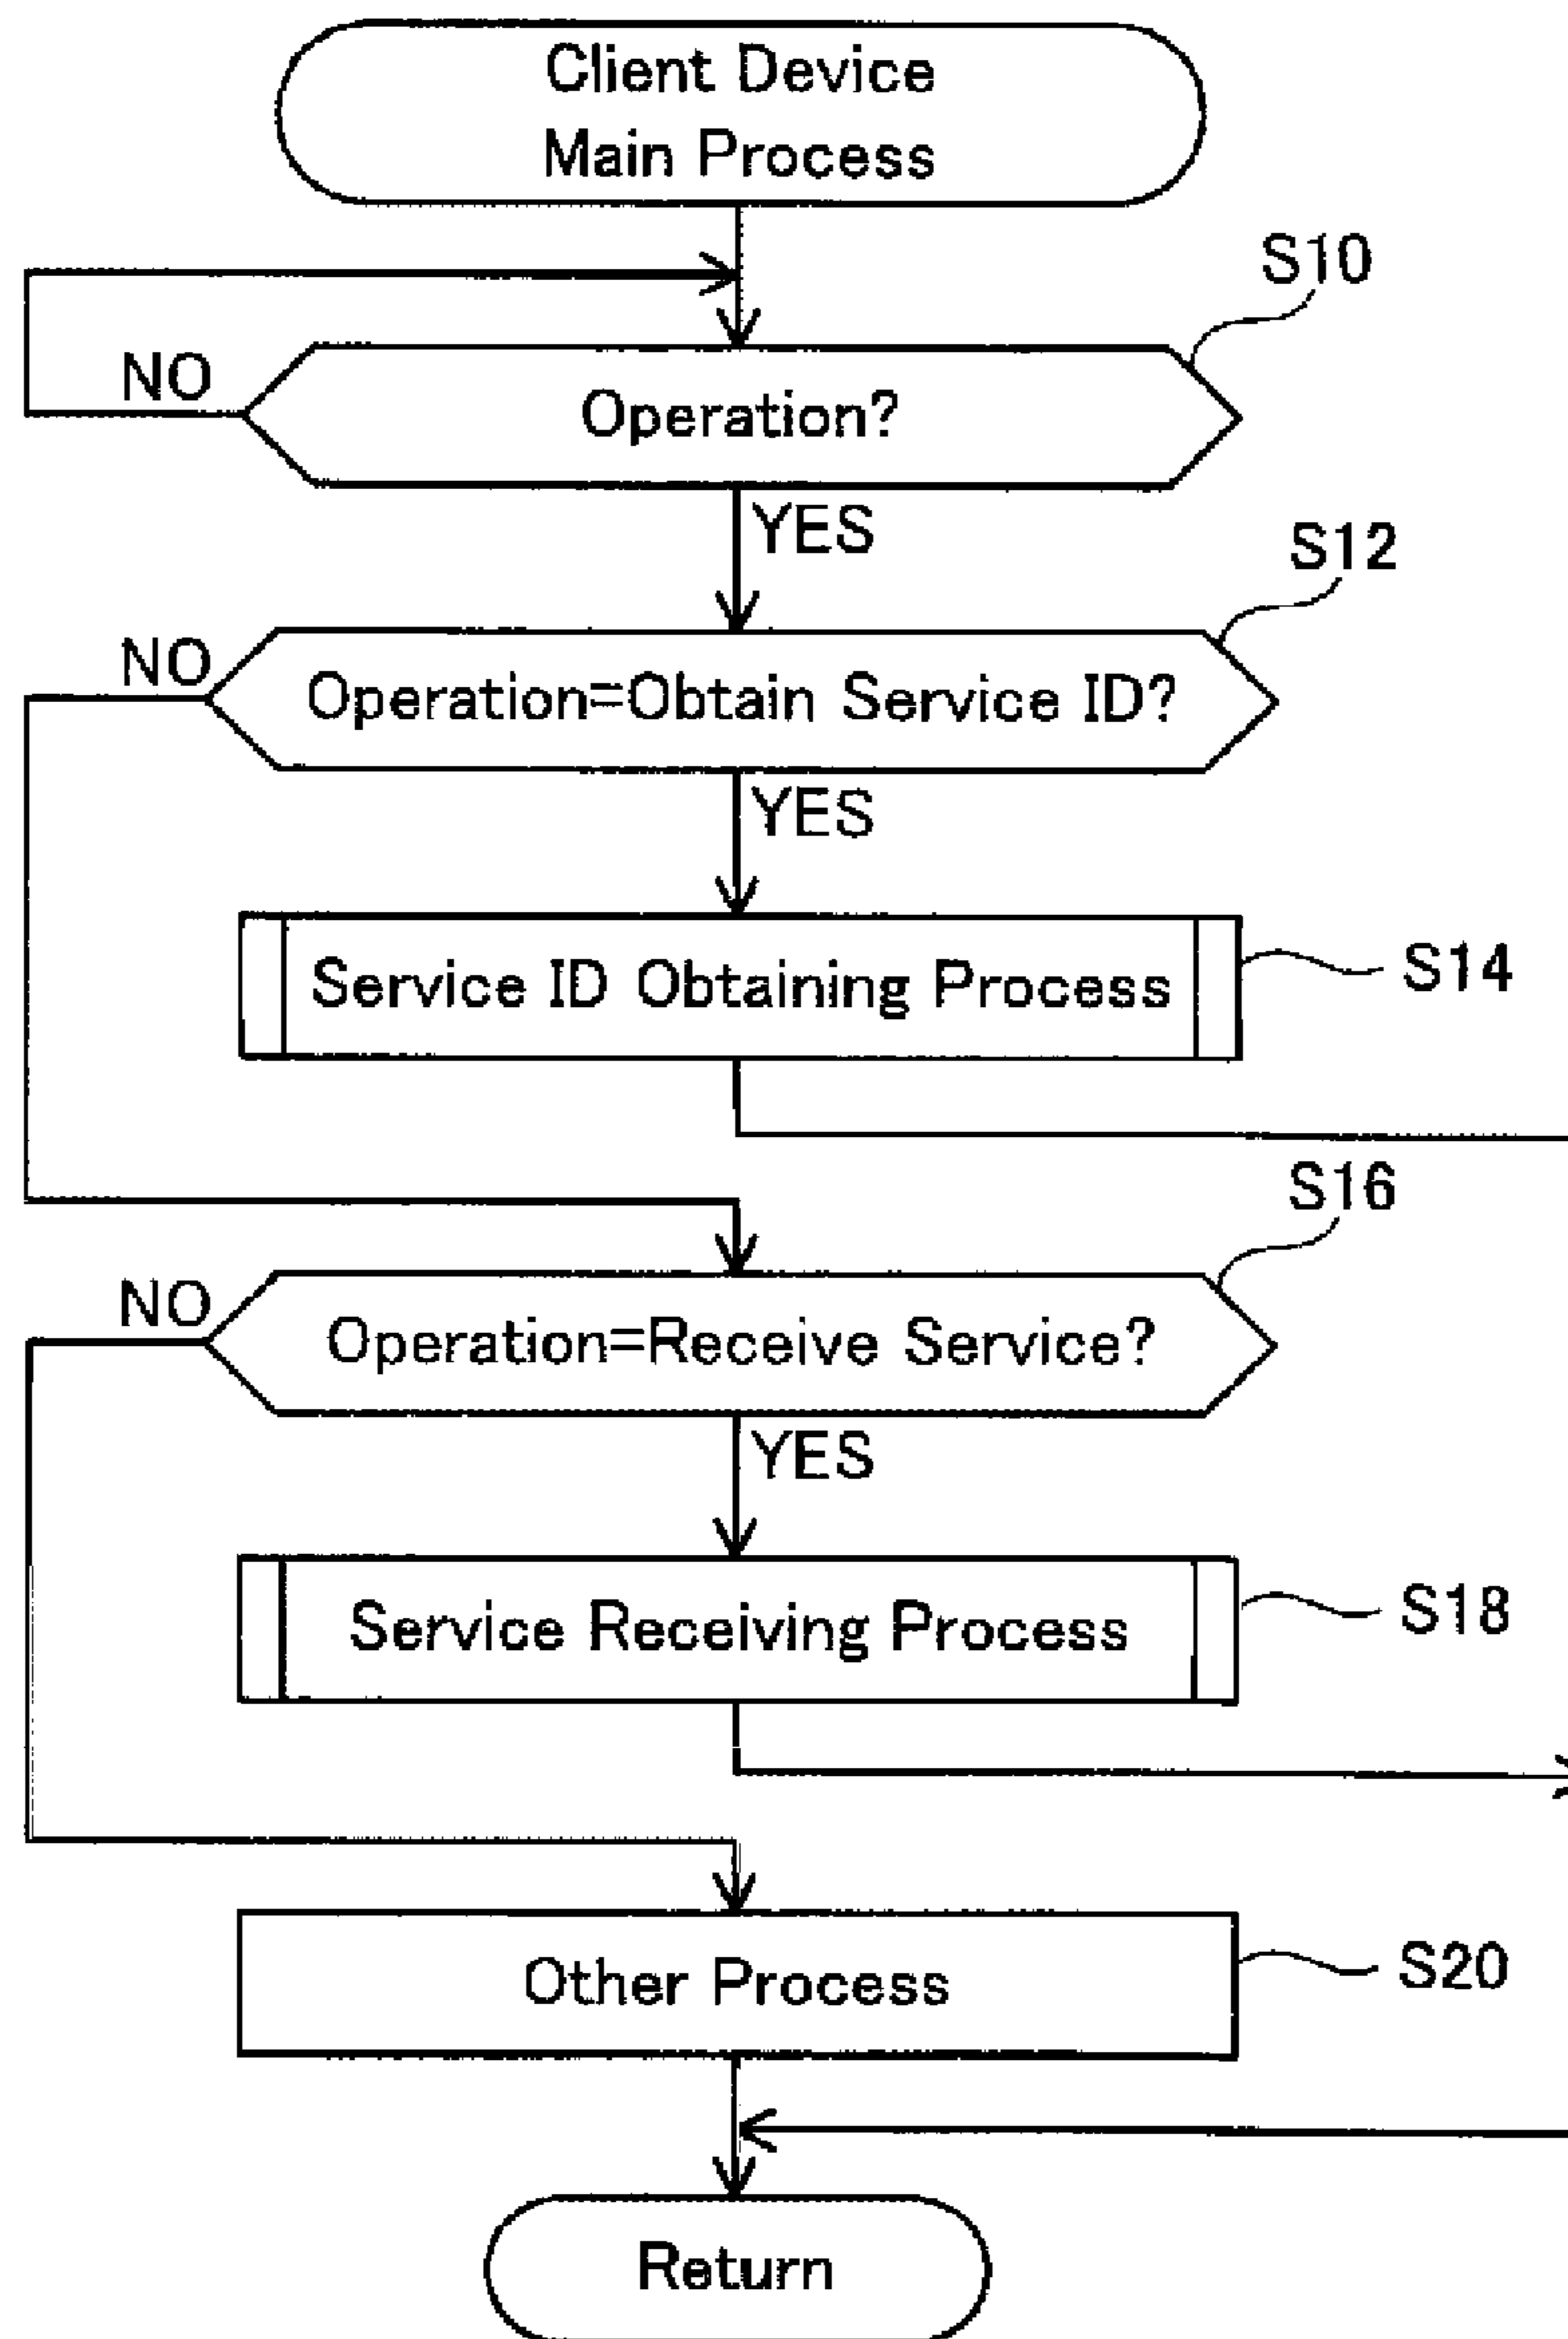 Client Device
Main Process
S10
NO
Operation?
YES
S12
NO
Operation=Obtain Service ID?
YES
Service ID Obtaining Process
S14
S16
NO
Operation=Receive Service?
YES
Service Receiving Process
S18
Other Process
S20
Return